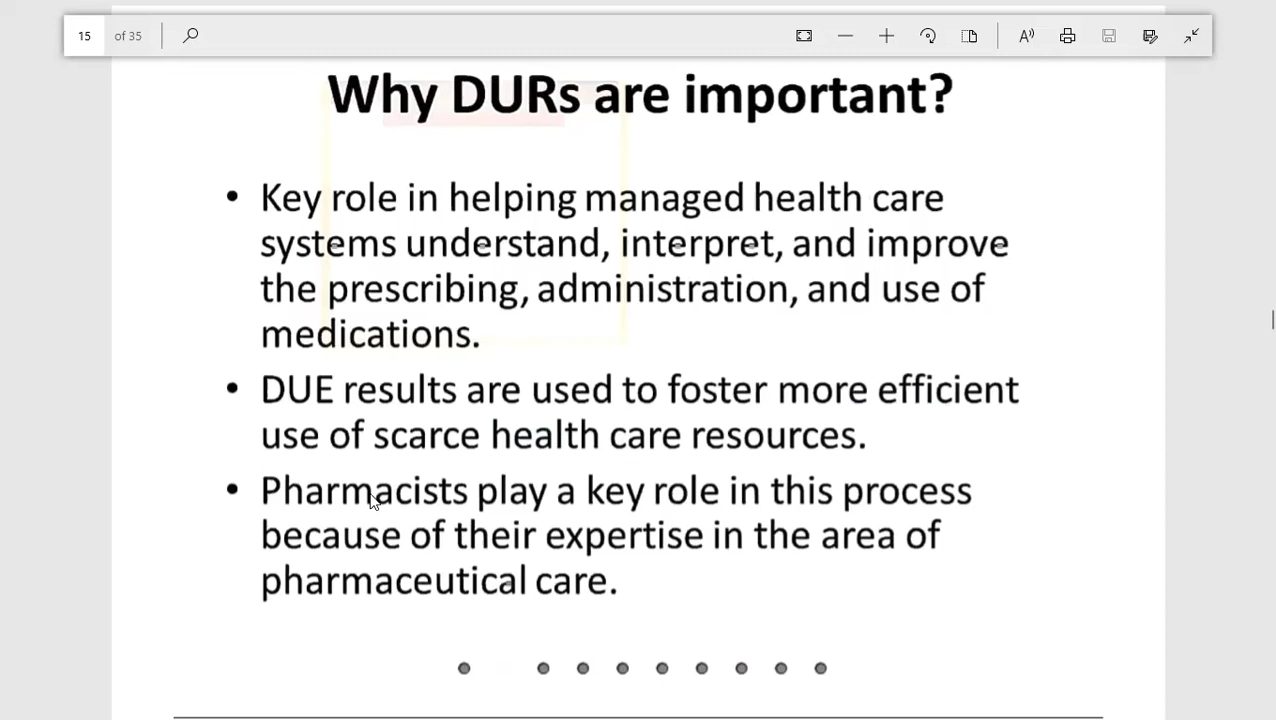 15 of 35
Why DURs are important?
• Key role in helping managed health care
systems understand, interpret, and improve
the prescribing, administration, and use of
medications.
• DUE results are used to foster more efficient
use of scarce health care resources.
• Pharmacists play a key role in this process
because of their expertise in the area of
pharmaceutical care.